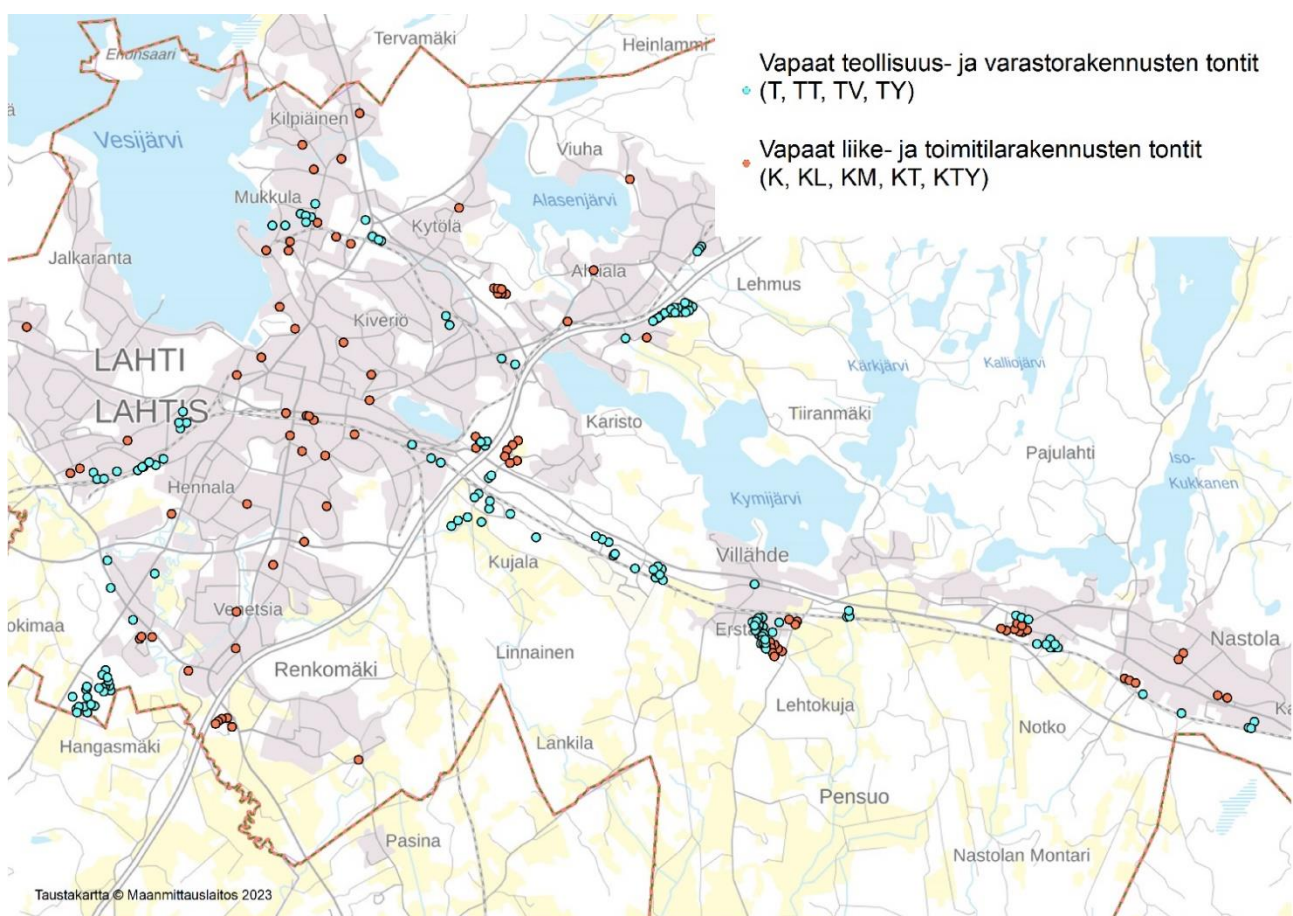 Vapaat teollisuus- ja varastorakennusten tontit
(T, TT, TV, TY)
Vapaat liike- ja toimitilarakennusten tontit
(K, KL, KM, KT, KTY)
Enonsaari
Tervamäki
Heinlammi
Vesijärvi
Kilpiäinen
Viuha
Mukkula
Alasenjärvi
Kytölä
Jalkaranta
Lehmus
Kiveriö
LAHTI
LAHTIS
Kärkjärvi
Kalliojärvi
Karisto
Tiiranmäki
Pajulahti
Iso-
Kukkanen
Hennala
Kymijärvi
Kujala
Villähde
Venetsia
okimaa
Nastola
Renkomäki
Linnainen
Lehtokuja
Notko
Hangasmäki
Lankila
Pensuo
Pasina
Nastolan Montari
Taustakartta © Maanmittauslaitos 2023